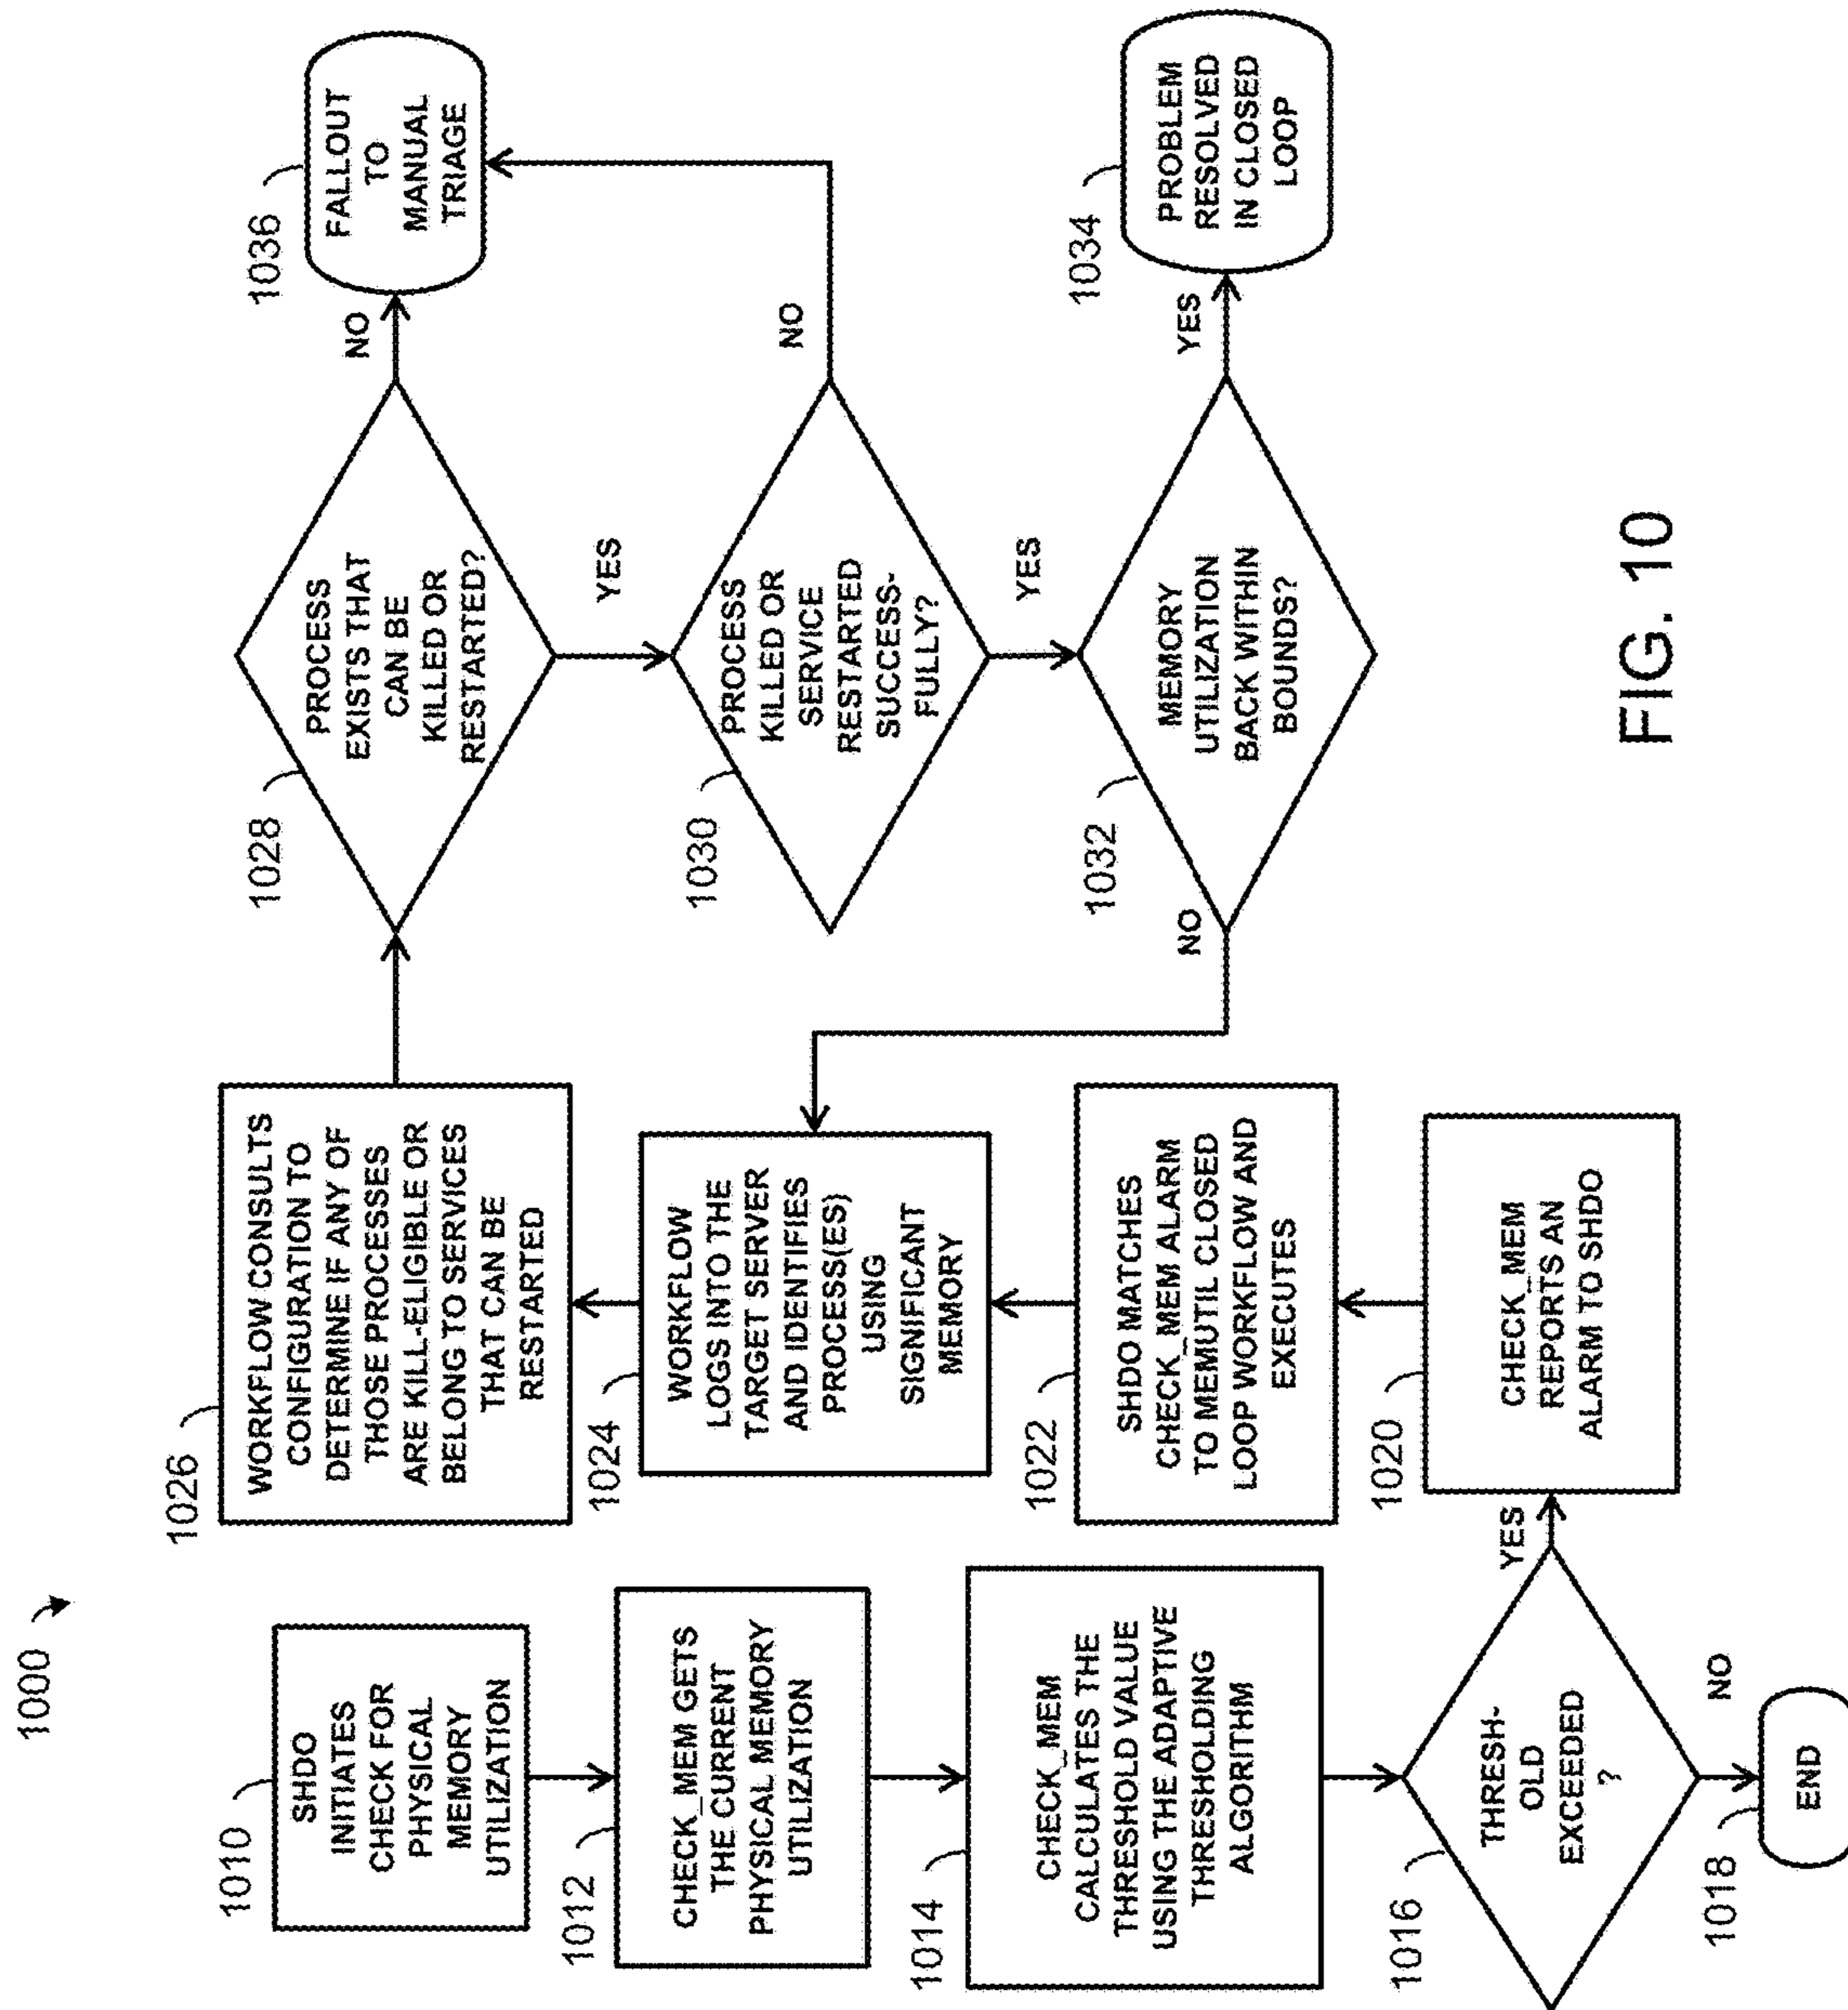 1000
1010
SHDO
INITIATES
CHECK FOR
PHYSICAL
MEMORY
UTILIZATION
1012
CHECK_MEM GETS
THE CURRENT
PHYSICAL MEMORY
UTILIZATION
1014
CHECK_MEM
CALCULATES THE
THRESHOLD VALUE
USING THE ADAPTIVE
THRESHOLDING
ALGORITHM
1016
THRESH-
OLD
EXCEEDED
?
YES
NO
1018
END
1020
CHECK_MEM
REPORTS AN
ALARM TO SHDO
1022
SHDO MATCHES
CHECK_MEM ALARM
TO MEMUTIL CLOSED
LOOP WORKFLOW AND
EXECUTES
1024
WORKFLOW
LOGS INTO THE
TARGET SERVER
AND IDENTIFIES
PROCESS(ES)
USING
SIGNIFICANT
MEMORY
1026
WORKFLOW CONSULTS
CONFIGURATION TO
DETERMINE IF ANY OF
THOSE PROCESSES
ARE KILL-ELIGIBLE OR
BELONG TO SERVICES
THAT CAN BE
RESTARTED
1028
PROCESS
EXISTS THAT
CAN BE
KILLED OR
RESTARTED?
NO
YES
1030
PROCESS
KILLED OR
SERVICE
RESTARTED
SUCCESS-
FULLY?
NO
YES
1032
MEMORY
UTILIZATION
BACK WITHIN
BOUNDS?
NO
YES
1034
PROBLEM
RESOLVED
IN CLOSED
LOOP
1036
FALLOUT
TO
MANUAL
TRIAGE
FIG. 10